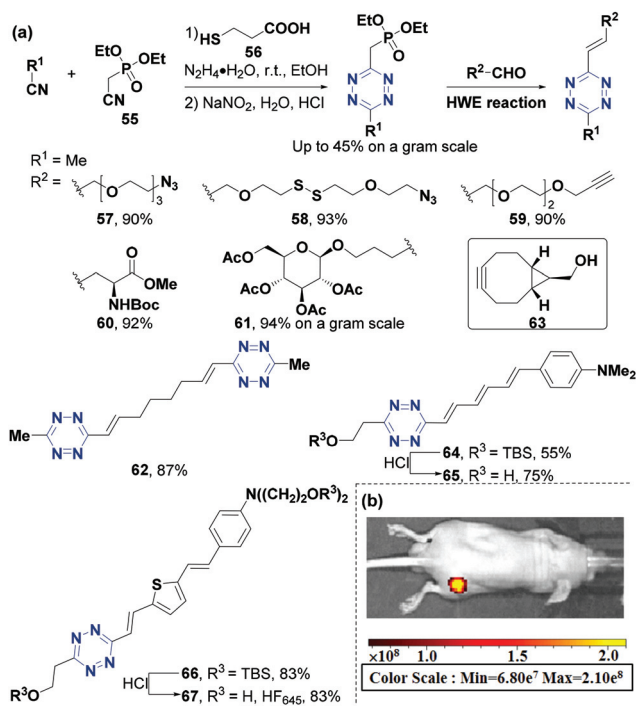 (a)
R¹
CN
+
EtO OEt
P
O
CN
55
1) HS COOH
56
N₂H₄•H₂O, r.t., EtOH
2) NaNO₂, H₂O, HCl
EtO OEt
P
O
N N
N N
R¹
Up to 45% on a gram scale
R²-CHO
HWE reaction
R²
N N
N N
R¹
R¹ = Me
R² =
O N₃
3
57, 90%
O S S O N₃
58, 93%
O O
2
59, 90%
O
OMe
NHBoc
60, 92%
AcO O O
AcO OAc
OAc
61, 94% on a gram scale
H
OH
H
63
N N
Me
N N
N N
Me
N N
62, 87%
NMe₂
N N
R³O
N N
64, R³ = TBS, 55%
HCl
65, R³ = H, 75%
N((CH₂)₂OR³)₂
S
N N
N N
R³O
66, R³ = TBS, 83%
HCl
67, R³ = H, HF₆₄₅, 83%
(b)
×10⁸ 1.0 1.5 2.0
Color Scale : Min=6.80e⁷ Max=2.10e⁸